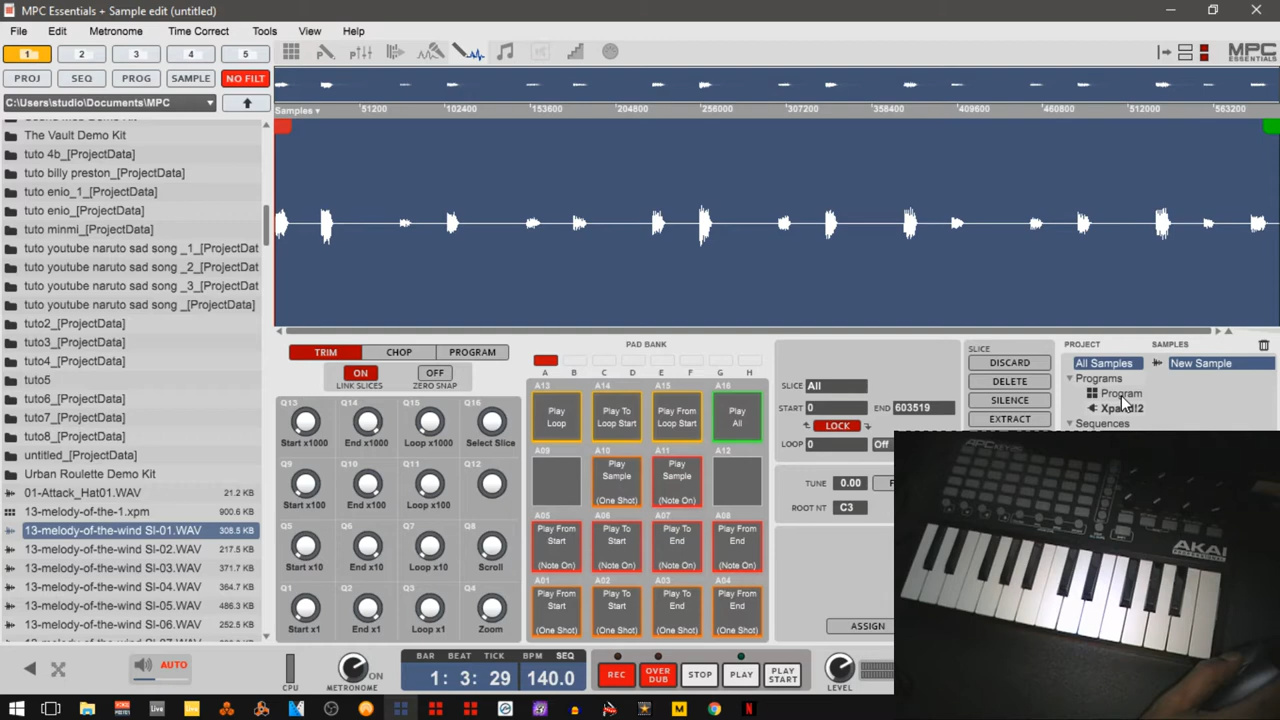 MPC Essentials + Sample edit (untitled)
File Edit Metronome Time Correct Tools View Help
1 2 3 4 5
PROJ SEQ PROG SAMPLE NO FILT
MPC
ESSENTIALS
C:\Users\studio\Documents\MPC
Samples 51200 102400 153600 204800 256000 307200 358400 409600 460800 512000 563200
The Vault Demo Kit
tuto 4b_[ProjectData]
tuto billy preston_[ProjectData]
tuto enio_1_[ProjectData]
tuto enio_[ProjectData]
tuto minmi_[ProjectData]
tuto youtube naruto sad song _1_[ProjectDat
tuto youtube naruto sad song _2_[ProjectDat
tuto youtube naruto sad song _3_[ProjectDat
tuto youtube naruto sad song _[ProjectData]
tuto2_[ProjectData]
tuto3_[ProjectData]
tuto4_[ProjectData]
tuto5
tuto6_[ProjectData]
tuto7_[ProjectData]
tuto8_[ProjectData]
untitled_[ProjectData]
Urban Roulette Demo Kit
01-Attack_Hat01.WAV 21.2 KB
13-melody-of-the-1.xpm 900.6 KB
13-melody-of-the-wind Sl-01.WAV 308.5 KB
13-melody-of-the-wind Sl-02.WAV 217.5 KB
13-melody-of-the-wind Sl-03.WAV 371.7 KB
13-melody-of-the-wind Sl-04.WAV 364.7 KB
13-melody-of-the-wind Sl-05.WAV 486.3 KB
13-melody-of-the-wind Sl-06.WAV 252.5 KB
TRIM CHOP PROGRAM
ON OFF
LINK SLICES ZERO SNAP
Q13 Q14 Q15 Q16
Start x1000 End x1000 Loop x1000 Select Slice
Q9 Q10 Q11 Q12
Start x100 End x100 Loop x100
Q5 Q6 Q7 Q8
Start x10 End x10 Loop x10 Scroll
Q1 Q2 Q3 Q4
Start x1 End x1 Loop x1 Zoom
PAD BANK
A B C D E F G H
A13 A14 A15 A16
Play Loop Play To Loop Start Play From Loop Start Play All
A09 A10 A11 A12
Play Sample (One Shot) Play Sample (Note On)
A05 A06 A07 A08
Play From Start (Note On) Play To Start (Note On) Play To End (Note On) Play From End (Note On)
A01 A02 A03 A04
Play From Start (One Shot) Play To Start (One Shot) Play To End (One Shot) Play From End (One Shot)
SLICE All
START 0 END 603519
LOCK
LOOP 0 Off
TUNE 0.00
ROOT NT C3
ASSIGN
SLICE
DISCARD
DELETE
SILENCE
EXTRACT
PROJECT SAMPLES
All Samples New Sample
Programs
Program
Sequences
AKAI
PROFESSIONAL
AUTO
CPU
METRONOME
ON
BAR BEAT TICK BPM SEQ
1: 3: 29 140.0
REC OVER DUB STOP PLAY PLAY START
LEVEL